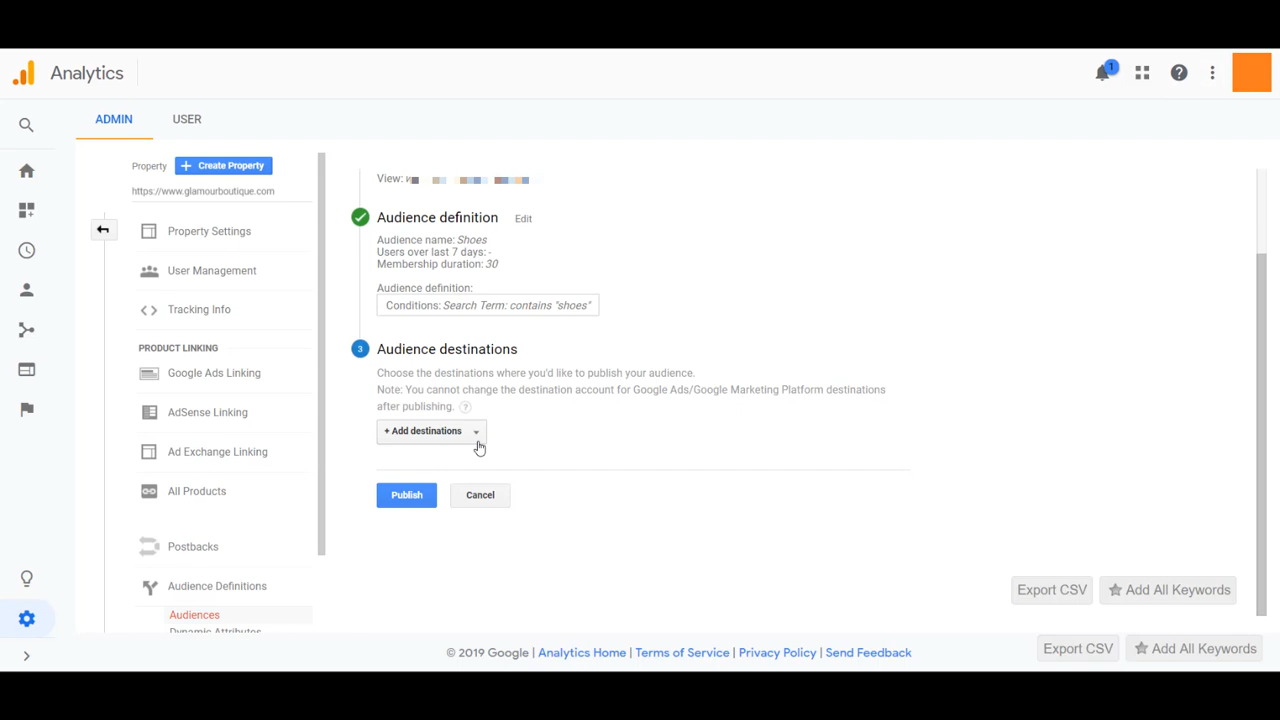 Analytics
1
ADMIN
USER
Property
+ Create Property
https://www.glamourboutique.com
Property Settings
User Management
Tracking Info
PRODUCT LINKING
Google Ads Linking
AdSense Linking
Ad Exchange Linking
All Products
Postbacks
Audience Definitions
Audiences
Dynamic Attributes
View:
Audience definition Edit
Audience name: Shoes
Users over last 7 days: -
Membership duration: 30
Audience definition:
Conditions: Search Term: contains "shoes"
3 Audience destinations
Choose the destinations where you'd like to publish your audience.
Note: You cannot change the destination account for Google Ads/Google Marketing Platform destinations
after publishing. ?
+ Add destinations
Publish
Cancel
Export CSV
Add All Keywords
© 2019 Google | Analytics Home | Terms of Service | Privacy Policy | Send Feedback
Export CSV
Add All Keywords